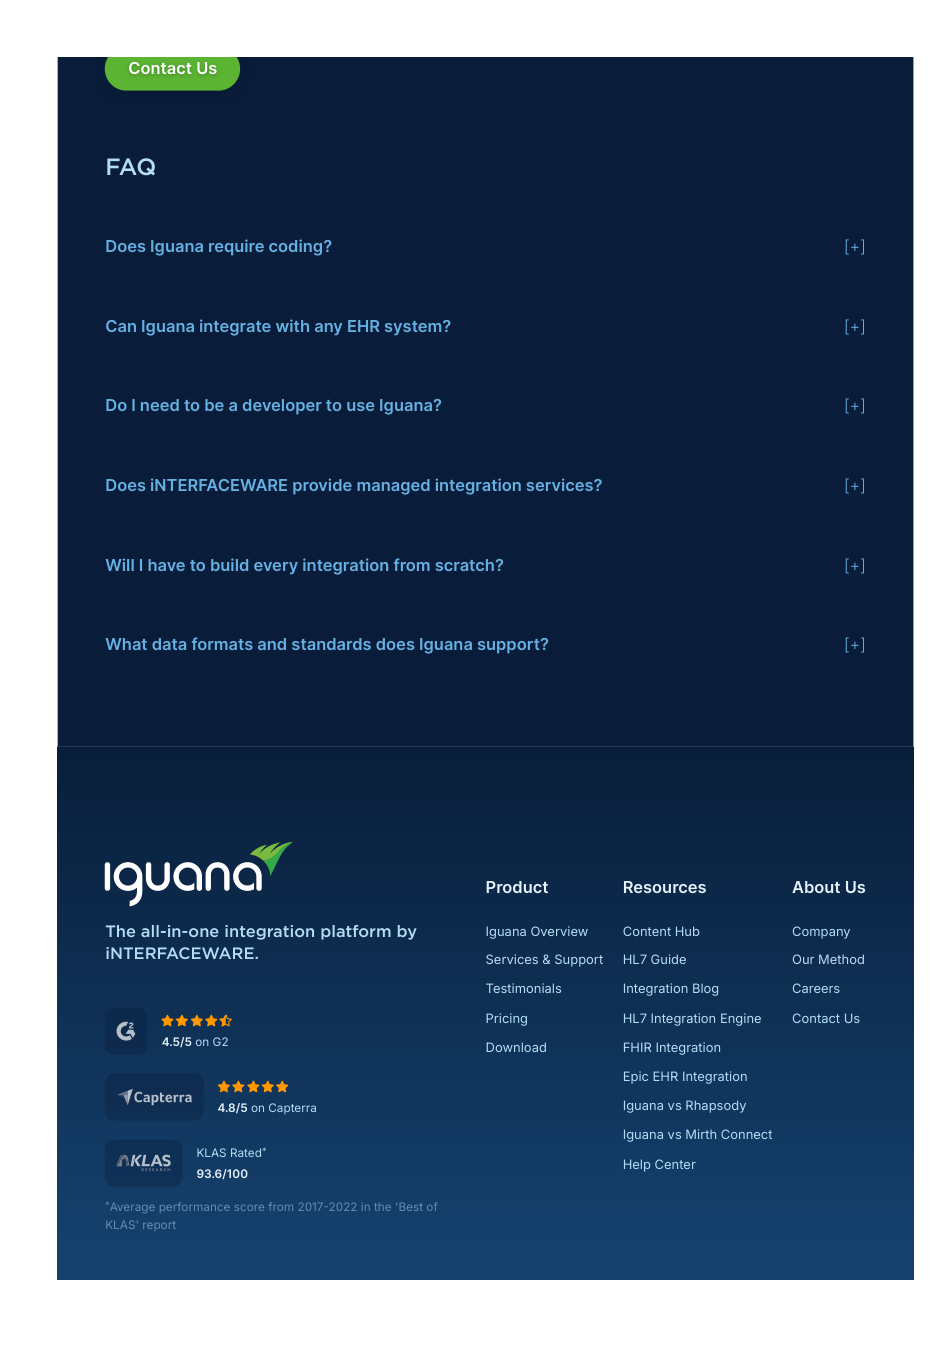 Contact Us
FAQ
Does Iguana require coding? [+]
Can Iguana integrate with any EHR system? [+]
Do I need to be a developer to use Iguana? [+]
Does iNTERFACEWARE provide managed integration services? [+]
Will I have to build every integration from scratch? [+]
What data formats and standards does Iguana support? [+]
iguana
The all-in-one integration platform by
iNTERFACEWARE.
G2
4.5/5 on G2
Capterra
4.8/5 on Capterra
KLAS
RESEARCH
KLAS Rated*
93.6/100
*Average performance score from 2017-2022 in the 'Best of
KLAS' report
Product
Iguana Overview
Services & Support
Testimonials
Pricing
Download
Resources
Content Hub
HL7 Guide
Integration Blog
HL7 Integration Engine
FHIR Integration
Epic EHR Integration
Iguana vs Rhapsody
Iguana vs Mirth Connect
Help Center
About Us
Company
Our Method
Careers
Contact Us